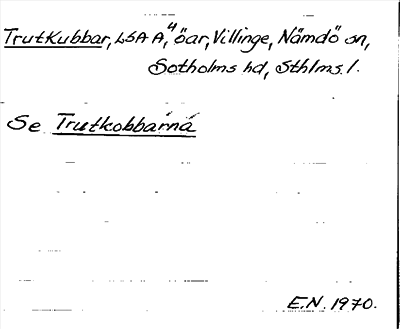 Trutkubbar, LSA A, 4 öar, Villinge, Nämdö sn,
Sotholms hd, Sthlms l.
Se Trutkobbarna
E.N. 1970.